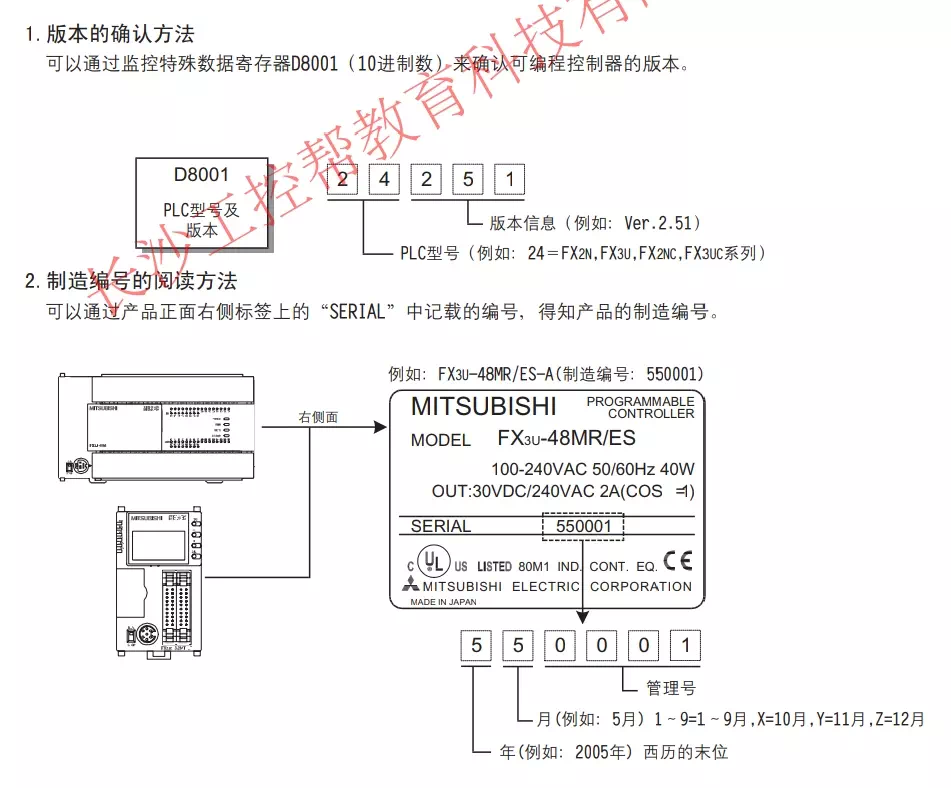 1. 版本的确认方法
可以通过监控特殊数据寄存器D8001（10进制数）来确认可编程控制器的版本。
长沙工控帮教育科技有
D8001
PLC型号及
版本
2 4 2 5 1
版本信息（例如: Ver.2.51）
PLC型号（例如: 24＝FX2N,FX3U,FX2NC,FX3UC系列）
2. 制造编号的阅读方法
可以通过产品正面右侧标签上的“SERIAL”中记载的编号, 得知产品的制造编号。
例如: FX3U-48MR/ES-A(制造编号: 550001)
MITSUBISHI
右侧面
MITSUBISHI
PROGRAMMABLE
CONTROLLER
MODEL FX3U-48MR/ES
100-240VAC 50/60Hz 40W
OUT:30VDC/240VAC 2A(COS =1)
SERIAL 550001
MITSUBISHI
C UL US LISTED 80M1 IND. CONT. EQ. CE
MITSUBISHI ELECTRIC CORPORATION
MADE IN JAPAN
5 5 0 0 0 1
管理号
月(例如: 5月) 1～9=1～9月,X=10月,Y=11月,Z=12月
年(例如: 2005年) 西历的末位